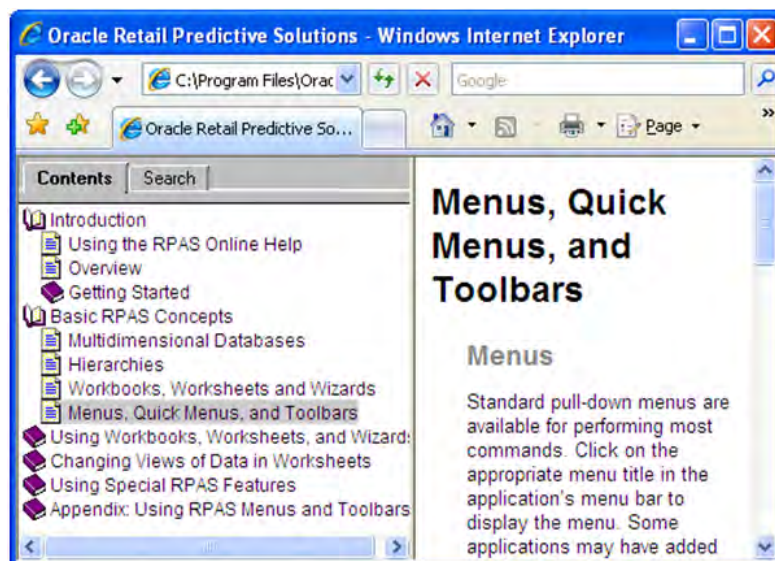 Oracle Retail Predictive Solutions - Windows Internet Explorer
C:\Program Files\Orac
Google
Oracle Retail Predictive So...
Page
»
Contents
Search
Introduction
Using the RPAS Online Help
Overview
Getting Started
Basic RPAS Concepts
Multidimensional Databases
Hierarchies
Workbooks, Worksheets and Wizards
Menus, Quick Menus, and Toolbars
Using Workbooks, Worksheets, and Wizards
Changing Views of Data in Worksheets
Using Special RPAS Features
Appendix: Using RPAS Menus and Toolbars
Menus, Quick
Menus, and
Toolbars
Menus
Standard pull-down menus are
available for performing most
commands. Click on the
appropriate menu title in the
application's menu bar to
display the menu. Some
applications may have added